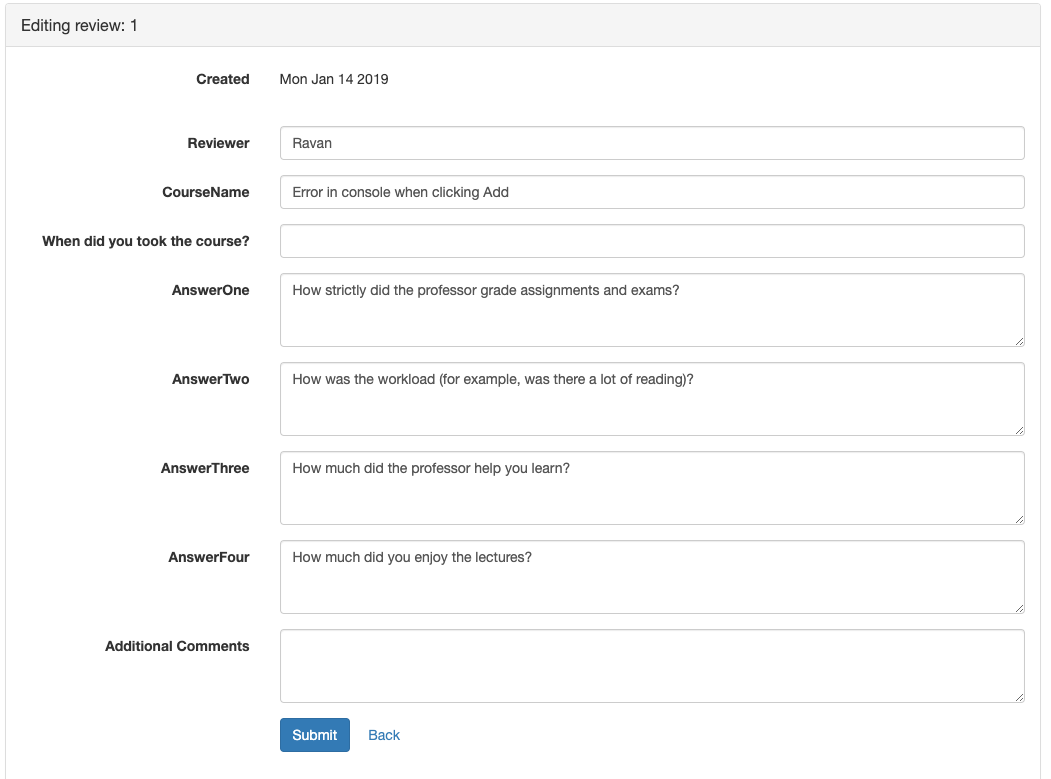 Editing review: 1
Created Mon Jan 14 2019
Reviewer Ravan
CourseName Error in console when clicking Add
When did you took the course?
AnswerOne How strictly did the professor grade assignments and exams?
AnswerTwo How was the workload (for example, was there a lot of reading)?
AnswerThree How much did the professor help you learn?
AnswerFour How much did you enjoy the lectures?
Additional Comments
Submit Back